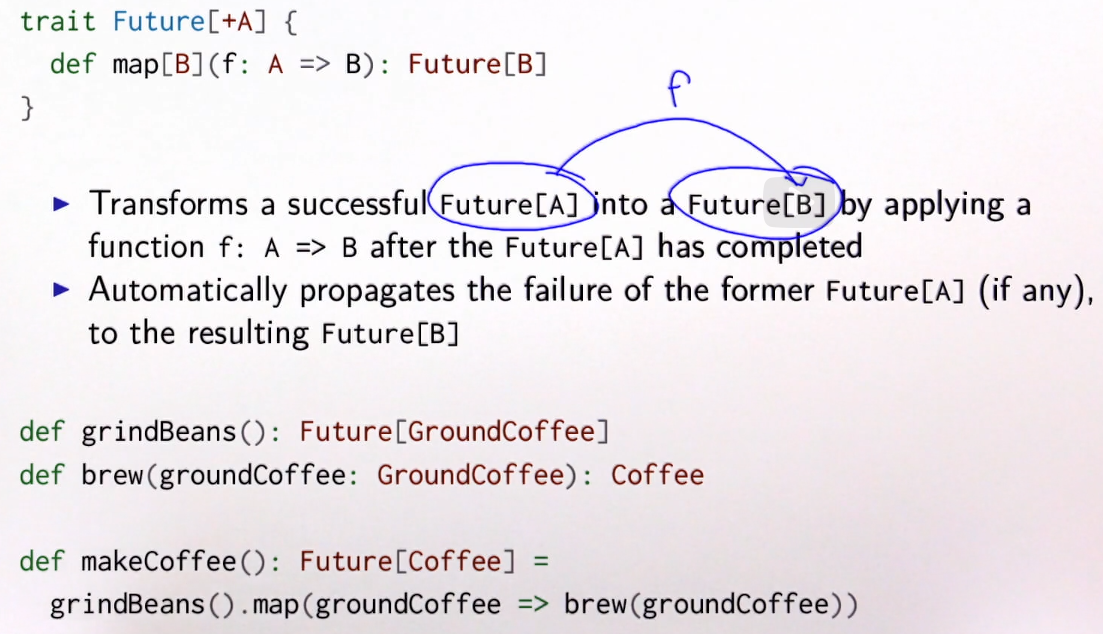 trait Future[+A] {
  def map[B](f: A => B): Future[B]
}
f
▶ Transforms a successful Future[A] into a Future[B] by applying a
function f: A => B after the Future[A] has completed
▶ Automatically propagates the failure of the former Future[A] (if any),
to the resulting Future[B]
def grindBeans(): Future[GroundCoffee]
def brew(groundCoffee: GroundCoffee): Coffee
def makeCoffee(): Future[Coffee] =
  grindBeans().map(groundCoffee => brew(groundCoffee))